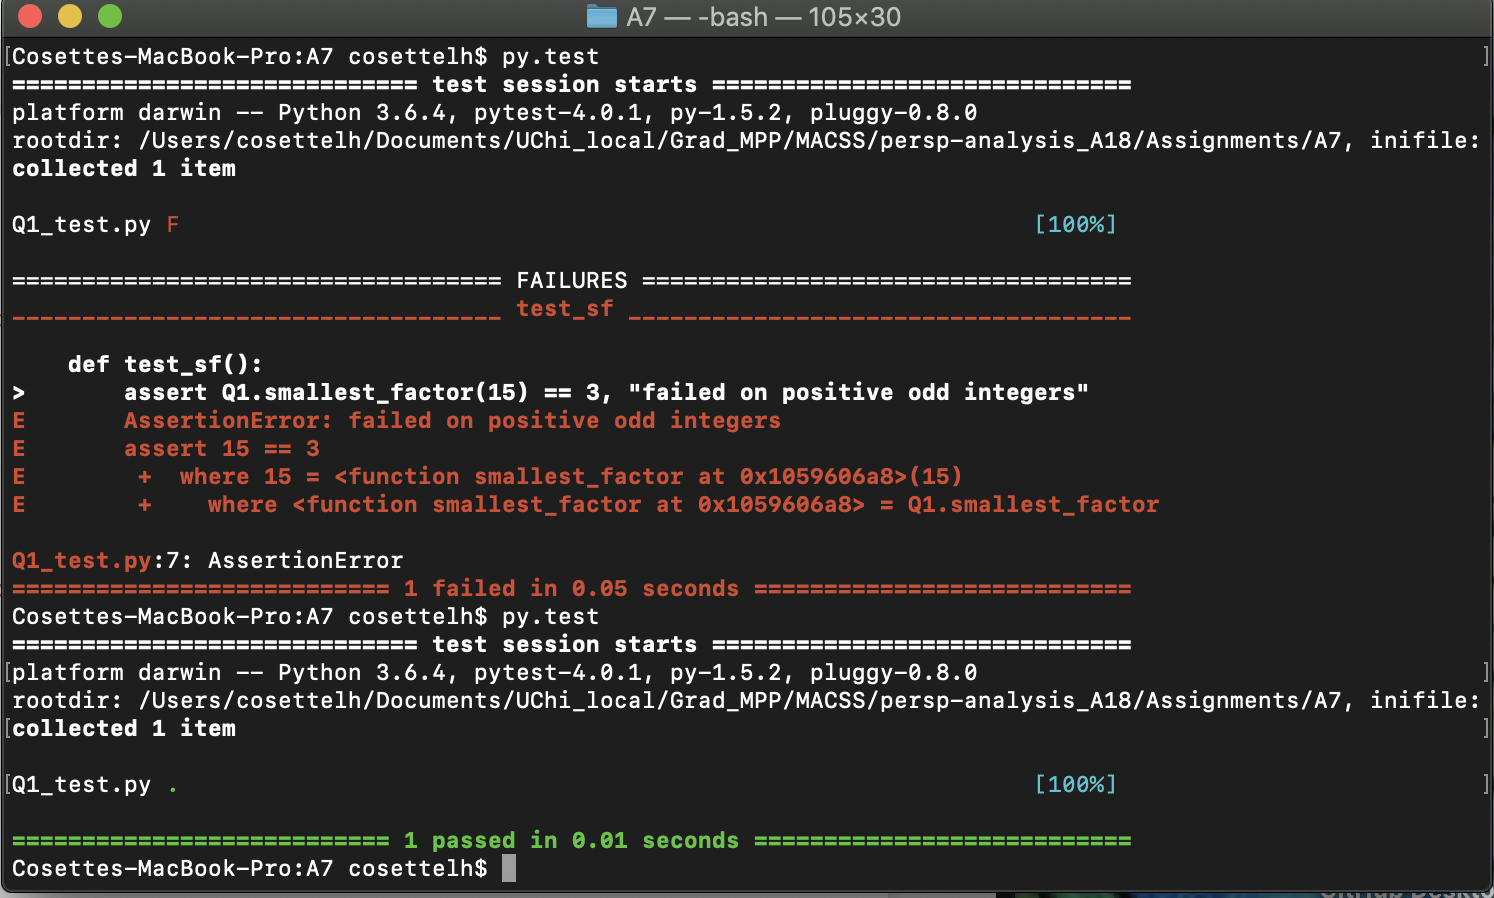 A7 — -bash — 105×30
Cosettes-MacBook-Pro:A7 cosettelh$ py.test
============================= test session starts ==============================
platform darwin -- Python 3.6.4, pytest-4.0.1, py-1.5.2, pluggy-0.8.0
rootdir: /Users/cosettelh/Documents/UChi_local/Grad_MPP/MACSS/persp-analysis_A18/Assignments/A7, inifile:
collected 1 item
Q1_test.py F [100%]
=================================== FAILURES ===================================
___________________________________ test_sf ____________________________________
def test_sf():
> assert Q1.smallest_factor(15) == 3, "failed on positive odd integers"
E AssertionError: failed on positive odd integers
E assert 15 == 3
E + where 15 = <function smallest_factor at 0x1059606a8>(15)
E + where <function smallest_factor at 0x1059606a8> = Q1.smallest_factor
Q1_test.py:7: AssertionError
=========================== 1 failed in 0.05 seconds ===========================
Cosettes-MacBook-Pro:A7 cosettelh$ py.test
============================= test session starts ==============================
platform darwin -- Python 3.6.4, pytest-4.0.1, py-1.5.2, pluggy-0.8.0
rootdir: /Users/cosettelh/Documents/UChi_local/Grad_MPP/MACSS/persp-analysis_A18/Assignments/A7, inifile:
collected 1 item
Q1_test.py . [100%]
=========================== 1 passed in 0.01 seconds ===========================
Cosettes-MacBook-Pro:A7 cosettelh$